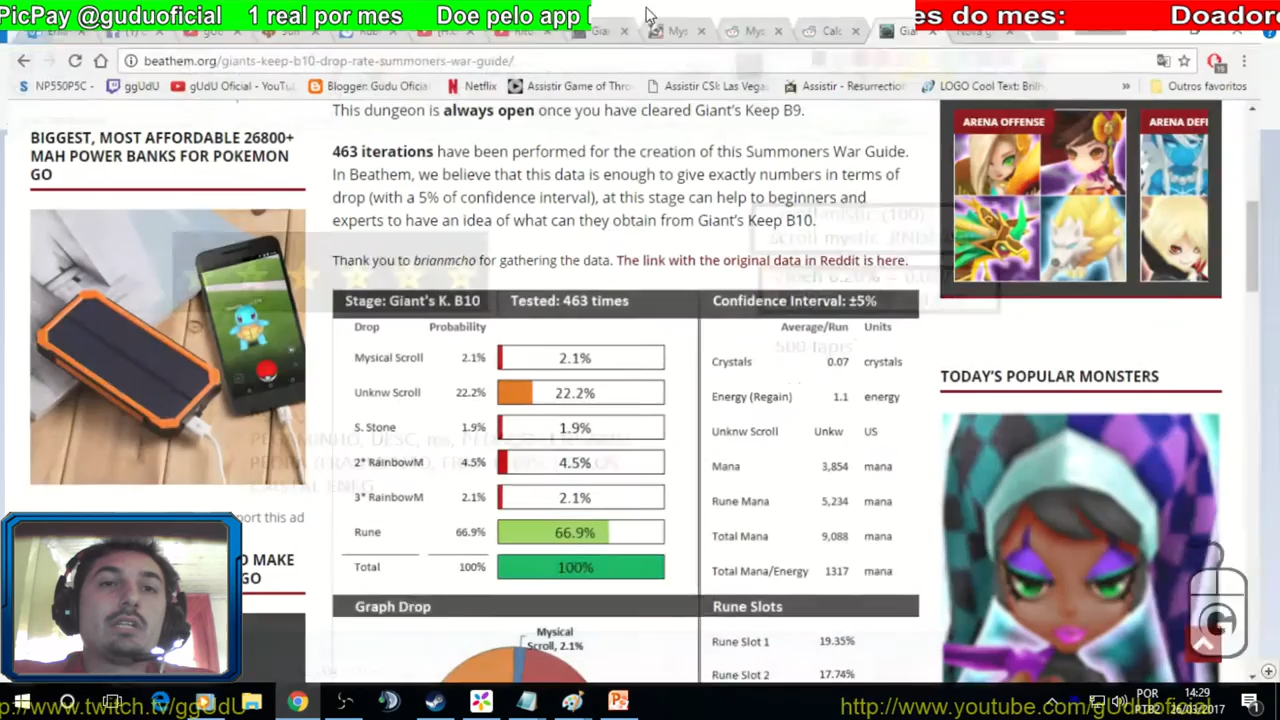 PicPay @guduoficial 1 real por mes Doe pelo app
es do mes: Doador
beathem.org/giants-keep-b10-drop-rate-summoners-war-guide/
NP550P5C.
ggUdU
gUdU Oficial - YouTu
Blogger: Gudu Oficial
Netflix
Assistir Game of Thro
Assistir CSI: Las Vegas
Assistir - Resurrection
LOGO Cool Text: Brilh
Outros favoritos
This dungeon is always open once you have cleared Giant's Keep B9.
BIGGEST, MOST AFFORDABLE 26800+
MAH POWER BANKS FOR POKEMON
GO
463 iterations have been performed for the creation of this Summoners War Guide.
In Beathem, we believe that this data is enough to give exactly numbers in terms of
drop (with a 5% of confidence interval), at this stage can help to beginners and
experts to have an idea of what can they obtain from Giant's Keep B10.
Thank you to brianmcho for gathering the data. The link with the original data in Reddit is here.
ARENA OFFENSE
ARENA DEF
Stage: Giant's K. B10 Tested: 463 times Confidence Interval: ±5%
Drop Probability Average/Run Units
Mysical Scroll 2.1% 2.1% Crystals 0.07 crystals
Unknw Scroll 22.2% 22.2% Energy (Regain) 1.1 energy
S. Stone 1.9% 1.9% Unknw Scroll Unkw US
2* RainbowM 4.5% 4.5% Mana 3,854 mana
3* RainbowM 2.1% 2.1% Rune Mana 5,234 mana
Rune 66.9% 66.9% Total Mana 9,088 mana
Total 100% 100% Total Mana/Energy 1317 mana
Graph Drop Rune Slots
Mysical
Scroll, 2.1%
Rune Slot 1 19.35%
Rune Slot 2 17.74%
TODAY'S POPULAR MONSTERS
port this ad
O MAKE
GO
POR
PTB2
14:29
26/03/2017
p://www.twitch.tv/ggUdU
http://www.youtube.com/gUdU